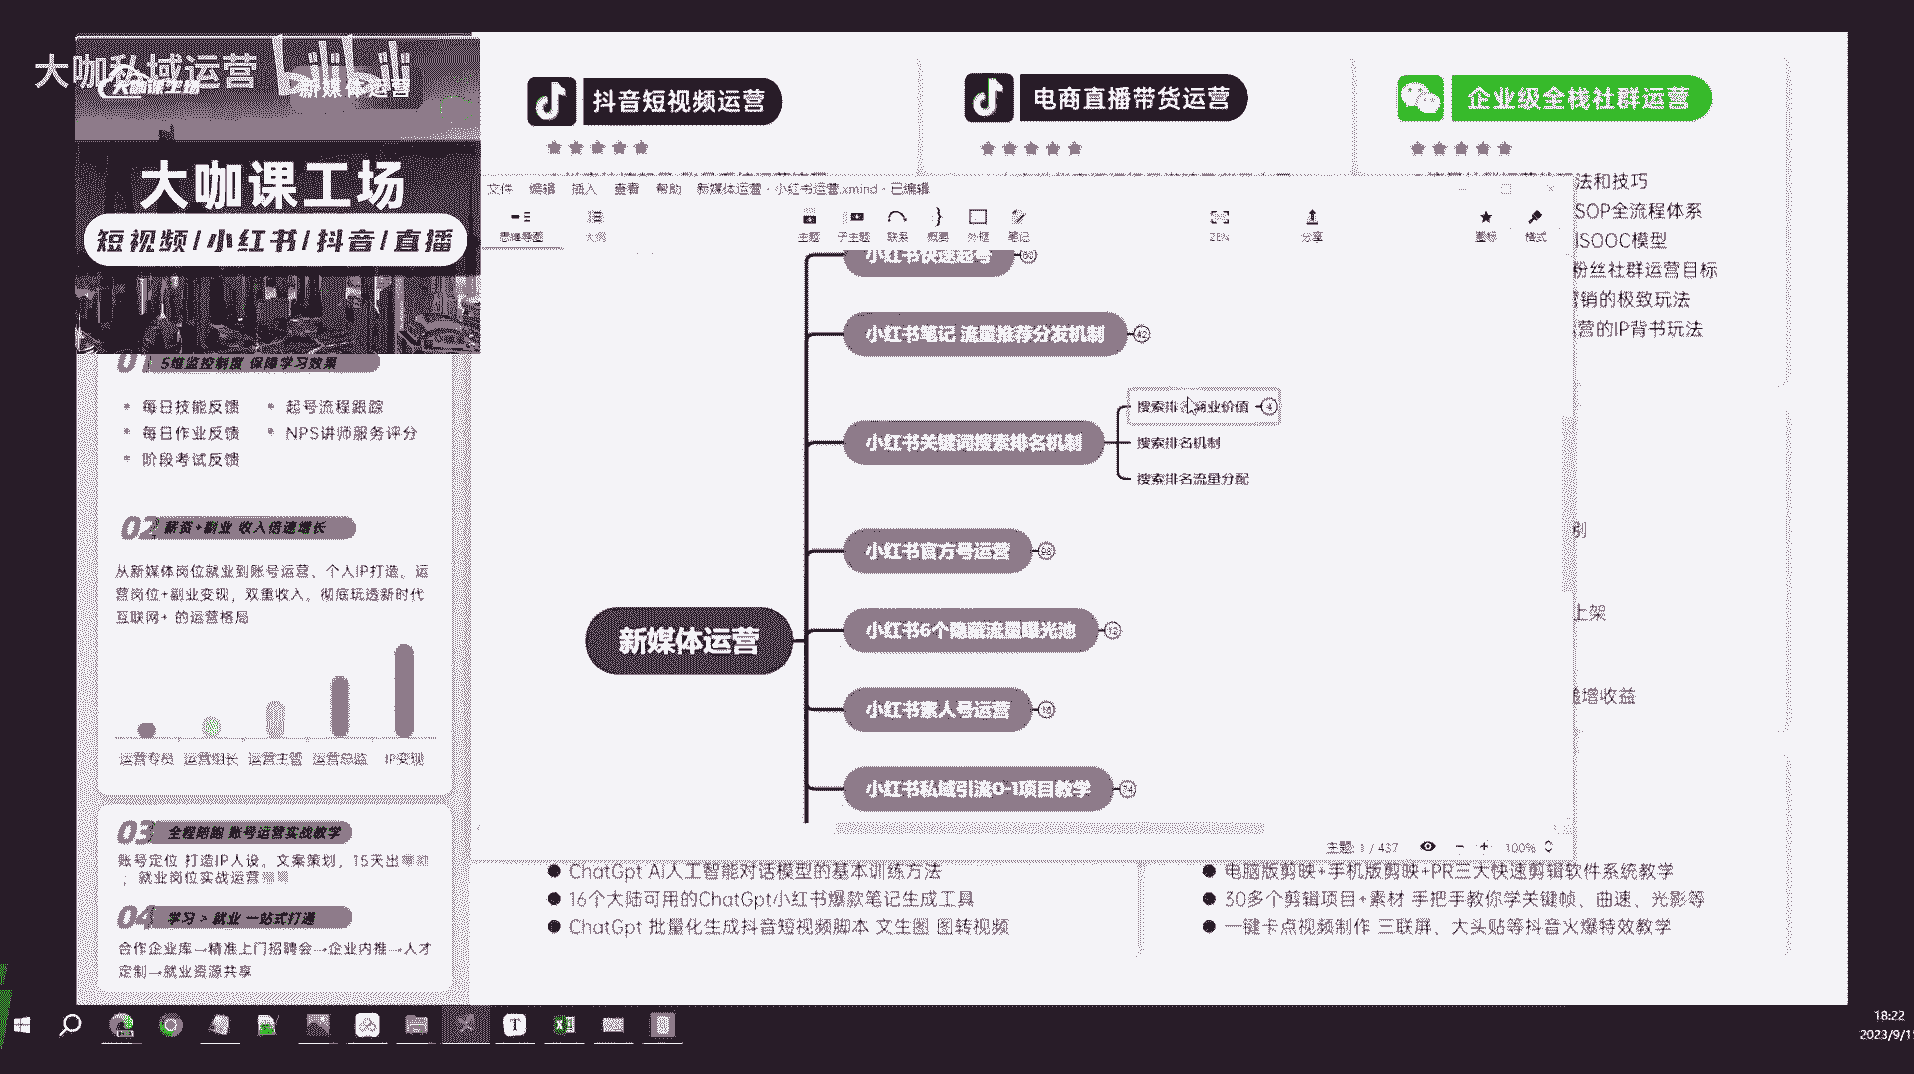 大咖私域运营
大咖课工场
新媒体运营
大咖课工场
短视频/小红书/抖音/直播
抖音短视频运营
电商直播带货运营
企业级全栈社群运营
法和技巧
SOP全流程体系
ISOOC模型
粉丝社群运营目标
营销的极致玩法
运营的IP背书玩法
别
上架
递增收益
文件 编辑 插入 查看 帮助 新媒体运营 - 小红书运营.xmind - 已编辑
思维导图 大纲 主题 子主题 联系 概要 外框 笔记 26% 分享 图标 格式
小红书快速起号
小红书笔记 流量推荐分发机制 42
搜索排名商业价值 4
小红书关键词搜索排名机制
搜索排名机制
搜索排名流量分配
小红书官方号运营 98
小红书6个隐藏流量曝光池 12
新媒体运营
小红书素人号运营 16
小红书私域引流0-1项目教学 74
主题: 1 / 437 100%
01 5维监控制度 保障学习效果
每日技能反馈 起号流程跟踪
每日作业反馈 NPS讲师服务评分
阶段考试反馈
02 薪资+副业 收入倍速增长
从新媒体岗位就业到账号运营、个人IP打造。运
营岗位+副业变现，双重收入。彻底玩透新时代
互联网+ 的运营格局
运营专员 运营组长 运营主管 运营总监 IP变现
03 全程陪跑 账号运营实战教学
账号定位 打造IP人设。文案策划，15天出
；就业岗位实战运营
04 学习 > 就业 一站式打通
合作企业库→精准上门招聘会→企业内推→人才
定制→就业资源共享
ChatGpt AI人工智能对话模型的基本训练方法
16个大陆可用的ChatGpt小红书爆款笔记生成工具
ChatGpt 批量化生成抖音短视频脚本 文生图 图转视频
电脑版剪映+手机版剪映+PR三大快速剪辑软件系统教学
30多个剪辑项目+素材 手把手教你学关键帧、曲速、光影等
一键卡点视频制作 三联屏、大头贴等抖音火爆特效教学
18:22
2023/9/1